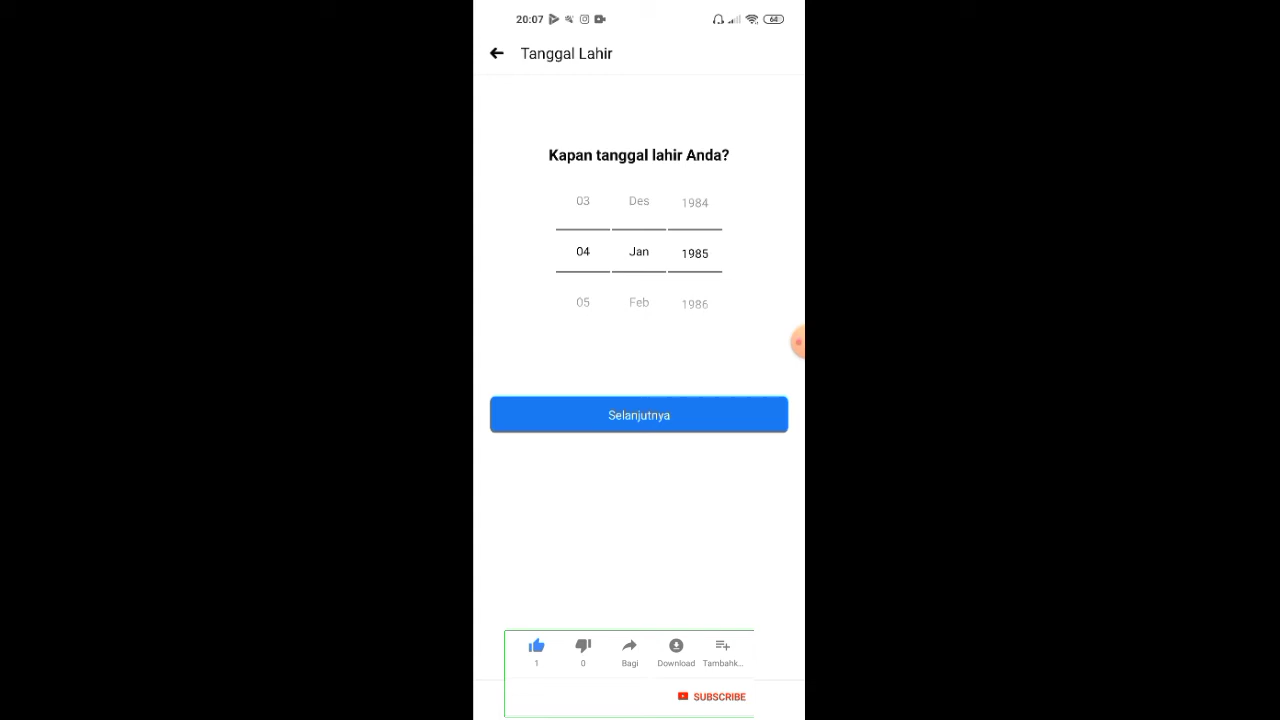 20:07 64
Tanggal Lahir
Kapan tanggal lahir Anda?
03 Des 1984
04 Jan 1985
05 Feb 1986
Selanjutnya
1 0 Bagi Download Tambahk...
SUBSCRIBE